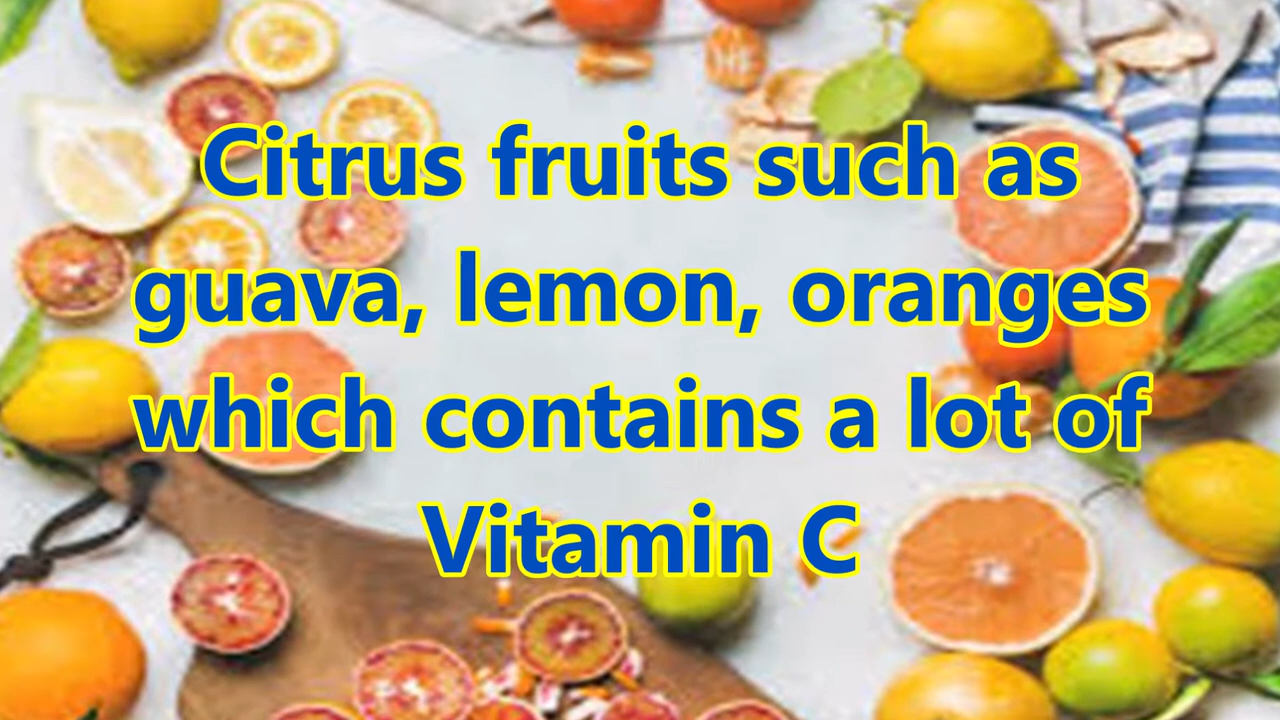 Citrus fruits such as
guava, lemon, oranges
which contains a lot of
Vitamin C